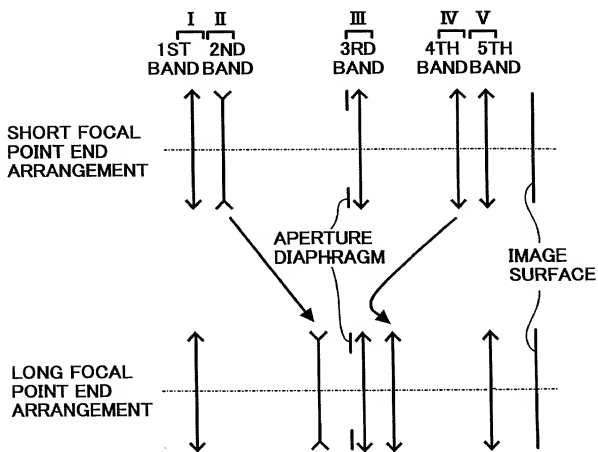 I II III IV V
1ST 2ND 3RD 4TH 5TH
BAND BAND BAND BAND BAND
SHORT FOCAL
POINT END
ARRANGEMENT
APERTURE
DIAPHRAGM
IMAGE
SURFACE
LONG FOCAL
POINT END
ARRANGEMENT